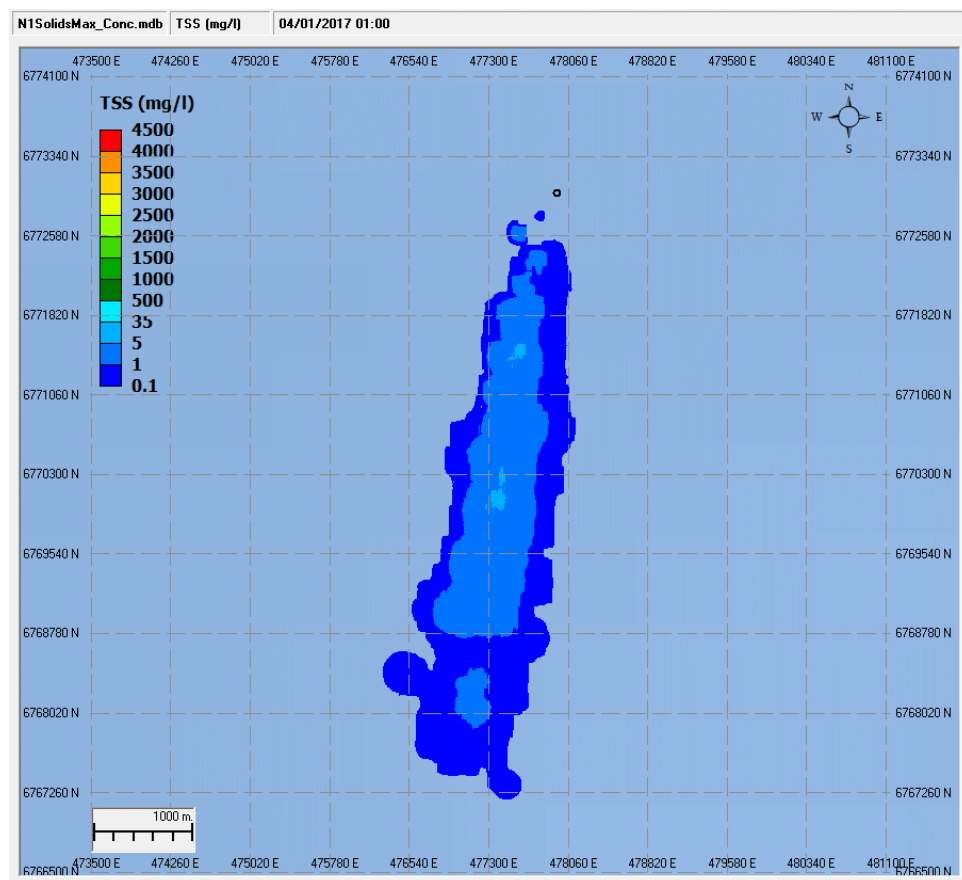 N1SolidsMax_Conc.mdb TSS (mg/l) 04/01/2017 01:00
473500 E 474260 E 475020 E 475780 E 476540 E 477300 E 478060 E 478820 E 479580 E 480340 E 481100 E
6774100 N 6774100 N
TSS (mg/l)
N
W E
S
4500
4000
3500
3000
2500
2000
1500
1000
500
35
5
1
0.1
6773340 N 6773340 N
6772580 N 6772580 N
6771820 N 6771820 N
6771060 N 6771060 N
6770300 N 6770300 N
6769540 N 6769540 N
6768780 N 6768780 N
6768020 N 6768020 N
6767260 N 6767260 N
1000 m.
473500 E 474260 E 475020 E 475780 E 476540 E 477300 E 478060 E 478820 E 479580 E 480340 E 481100 E
6766500 N 6766500 N